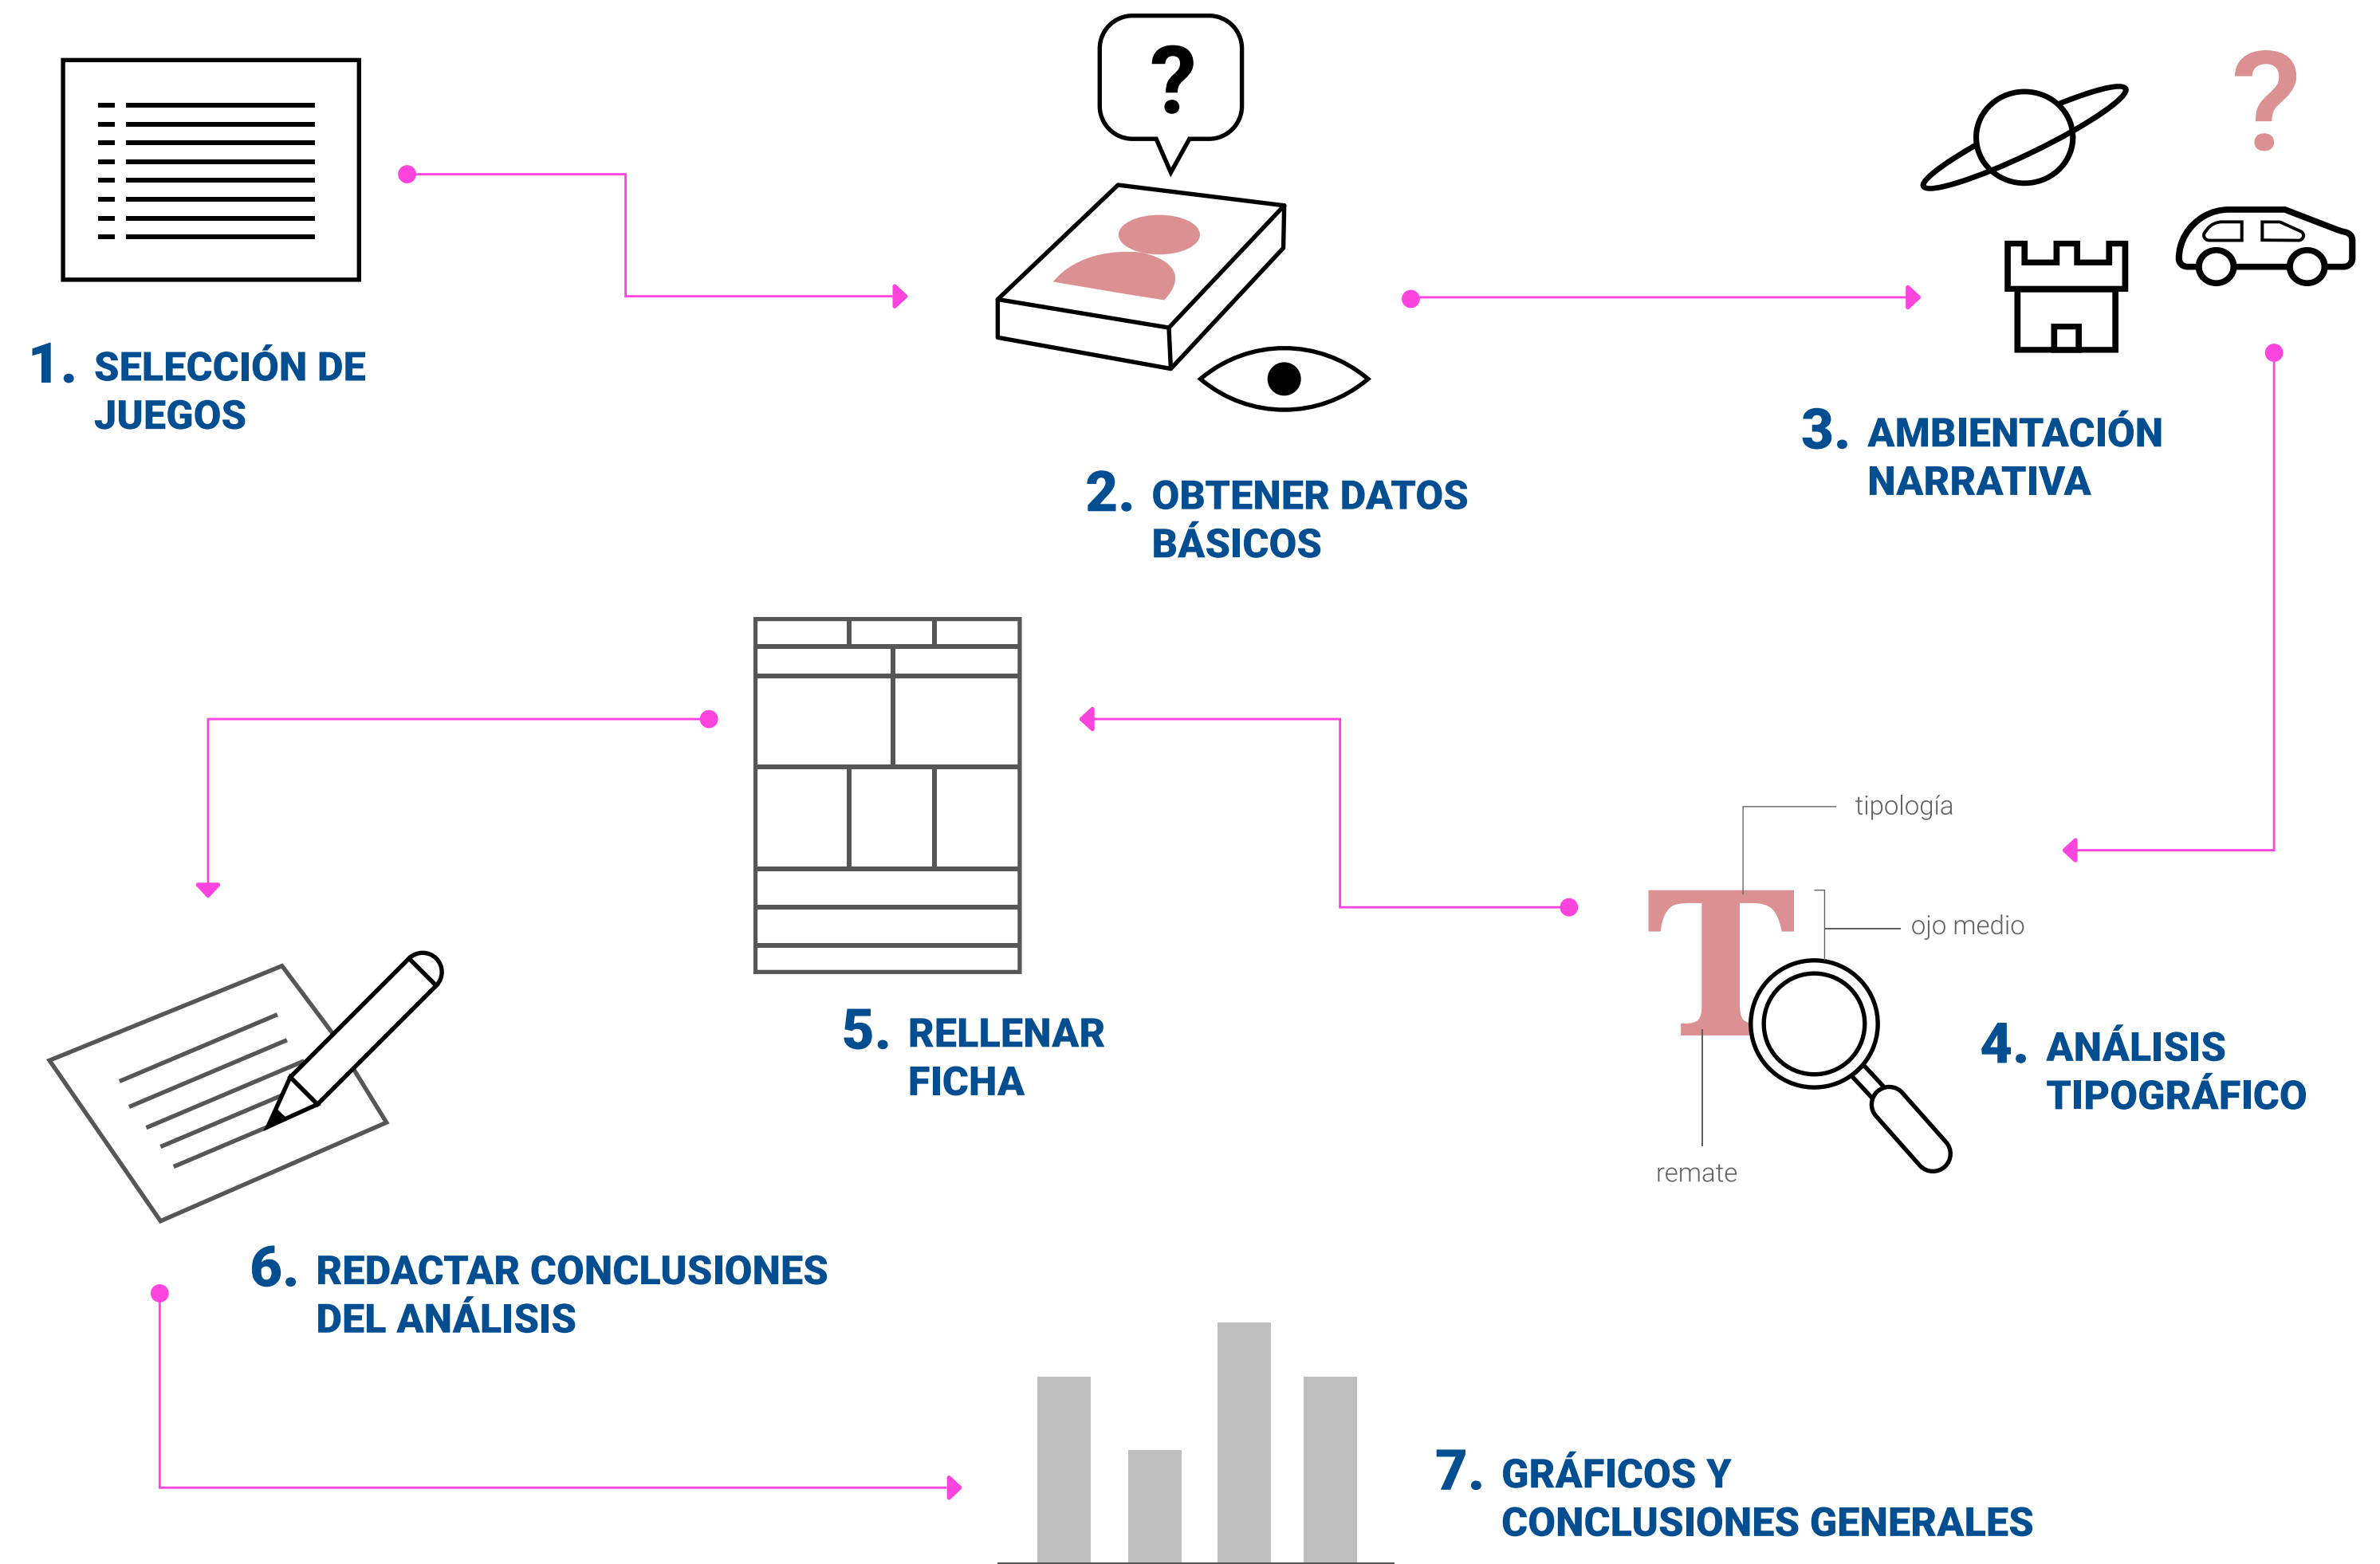 ?
?
1. SELECCIÓN DE
JUEGOS
2. OBTENER DATOS
BÁSICOS
3. AMBIENTACIÓN
NARRATIVA
tipología
ojo medio
T
remate
4. ANÁLISIS
TIPOGRÁFICO
5. RELLENAR
FICHA
6. REDACTAR CONCLUSIONES
DEL ANÁLISIS
7. GRÁFICOS Y
CONCLUSIONES GENERALES